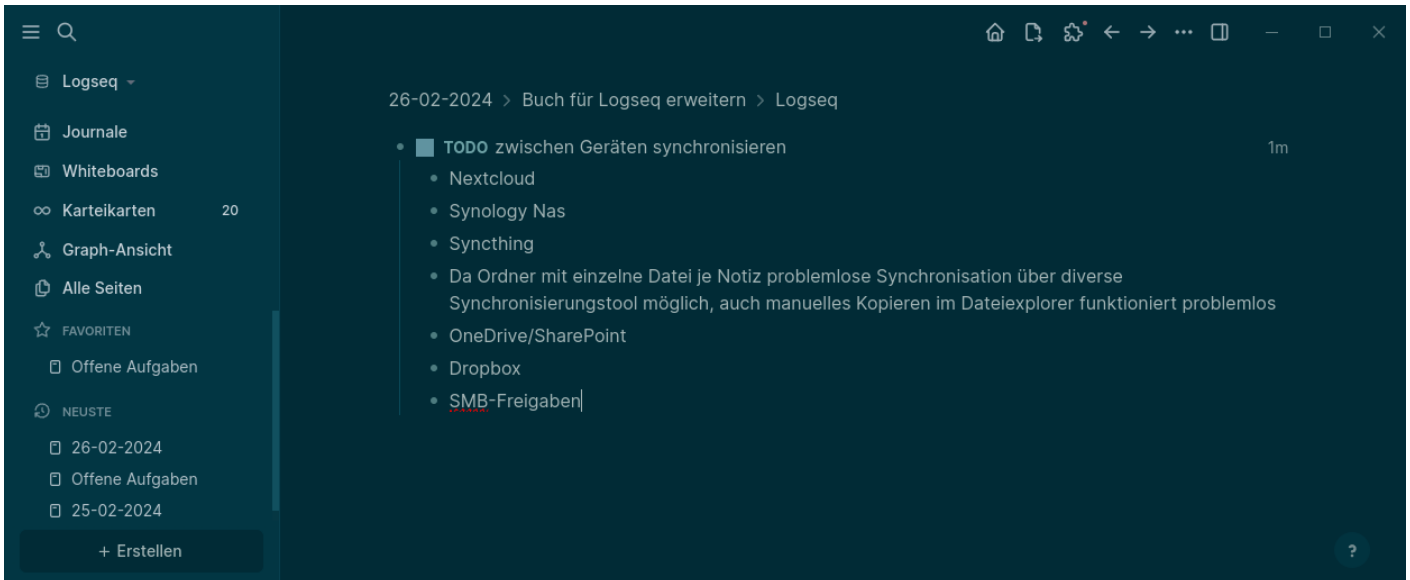 Logseq
Journale
Whiteboards
Karteikarten 20
Graph-Ansicht
Alle Seiten
FAVORITEN
Offene Aufgaben
NEUSTE
26-02-2024
Offene Aufgaben
25-02-2024
+ Erstellen
26-02-2024 > Buch für Logseq erweitern > Logseq
TODO zwischen Geräten synchronisieren 1m
Nextcloud
Synology Nas
Syncthing
Da Ordner mit einzelne Datei je Notiz problemlose Synchronisation über diverse
Synchronisierungstool möglich, auch manuelles Kopieren im Dateiexplorer funktioniert problemlos
OneDrive/SharePoint
Dropbox
SMB-Freigaben
?